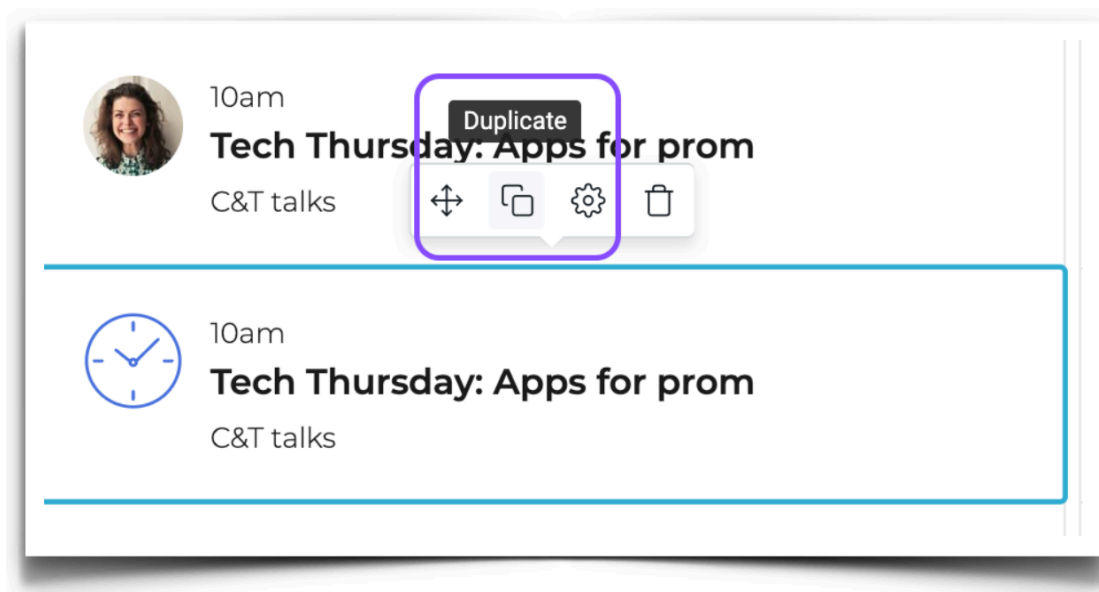 10am
Duplicate
Tech Thursday: Apps for prom
C&T talks
10am
Tech Thursday: Apps for prom
C&T talks